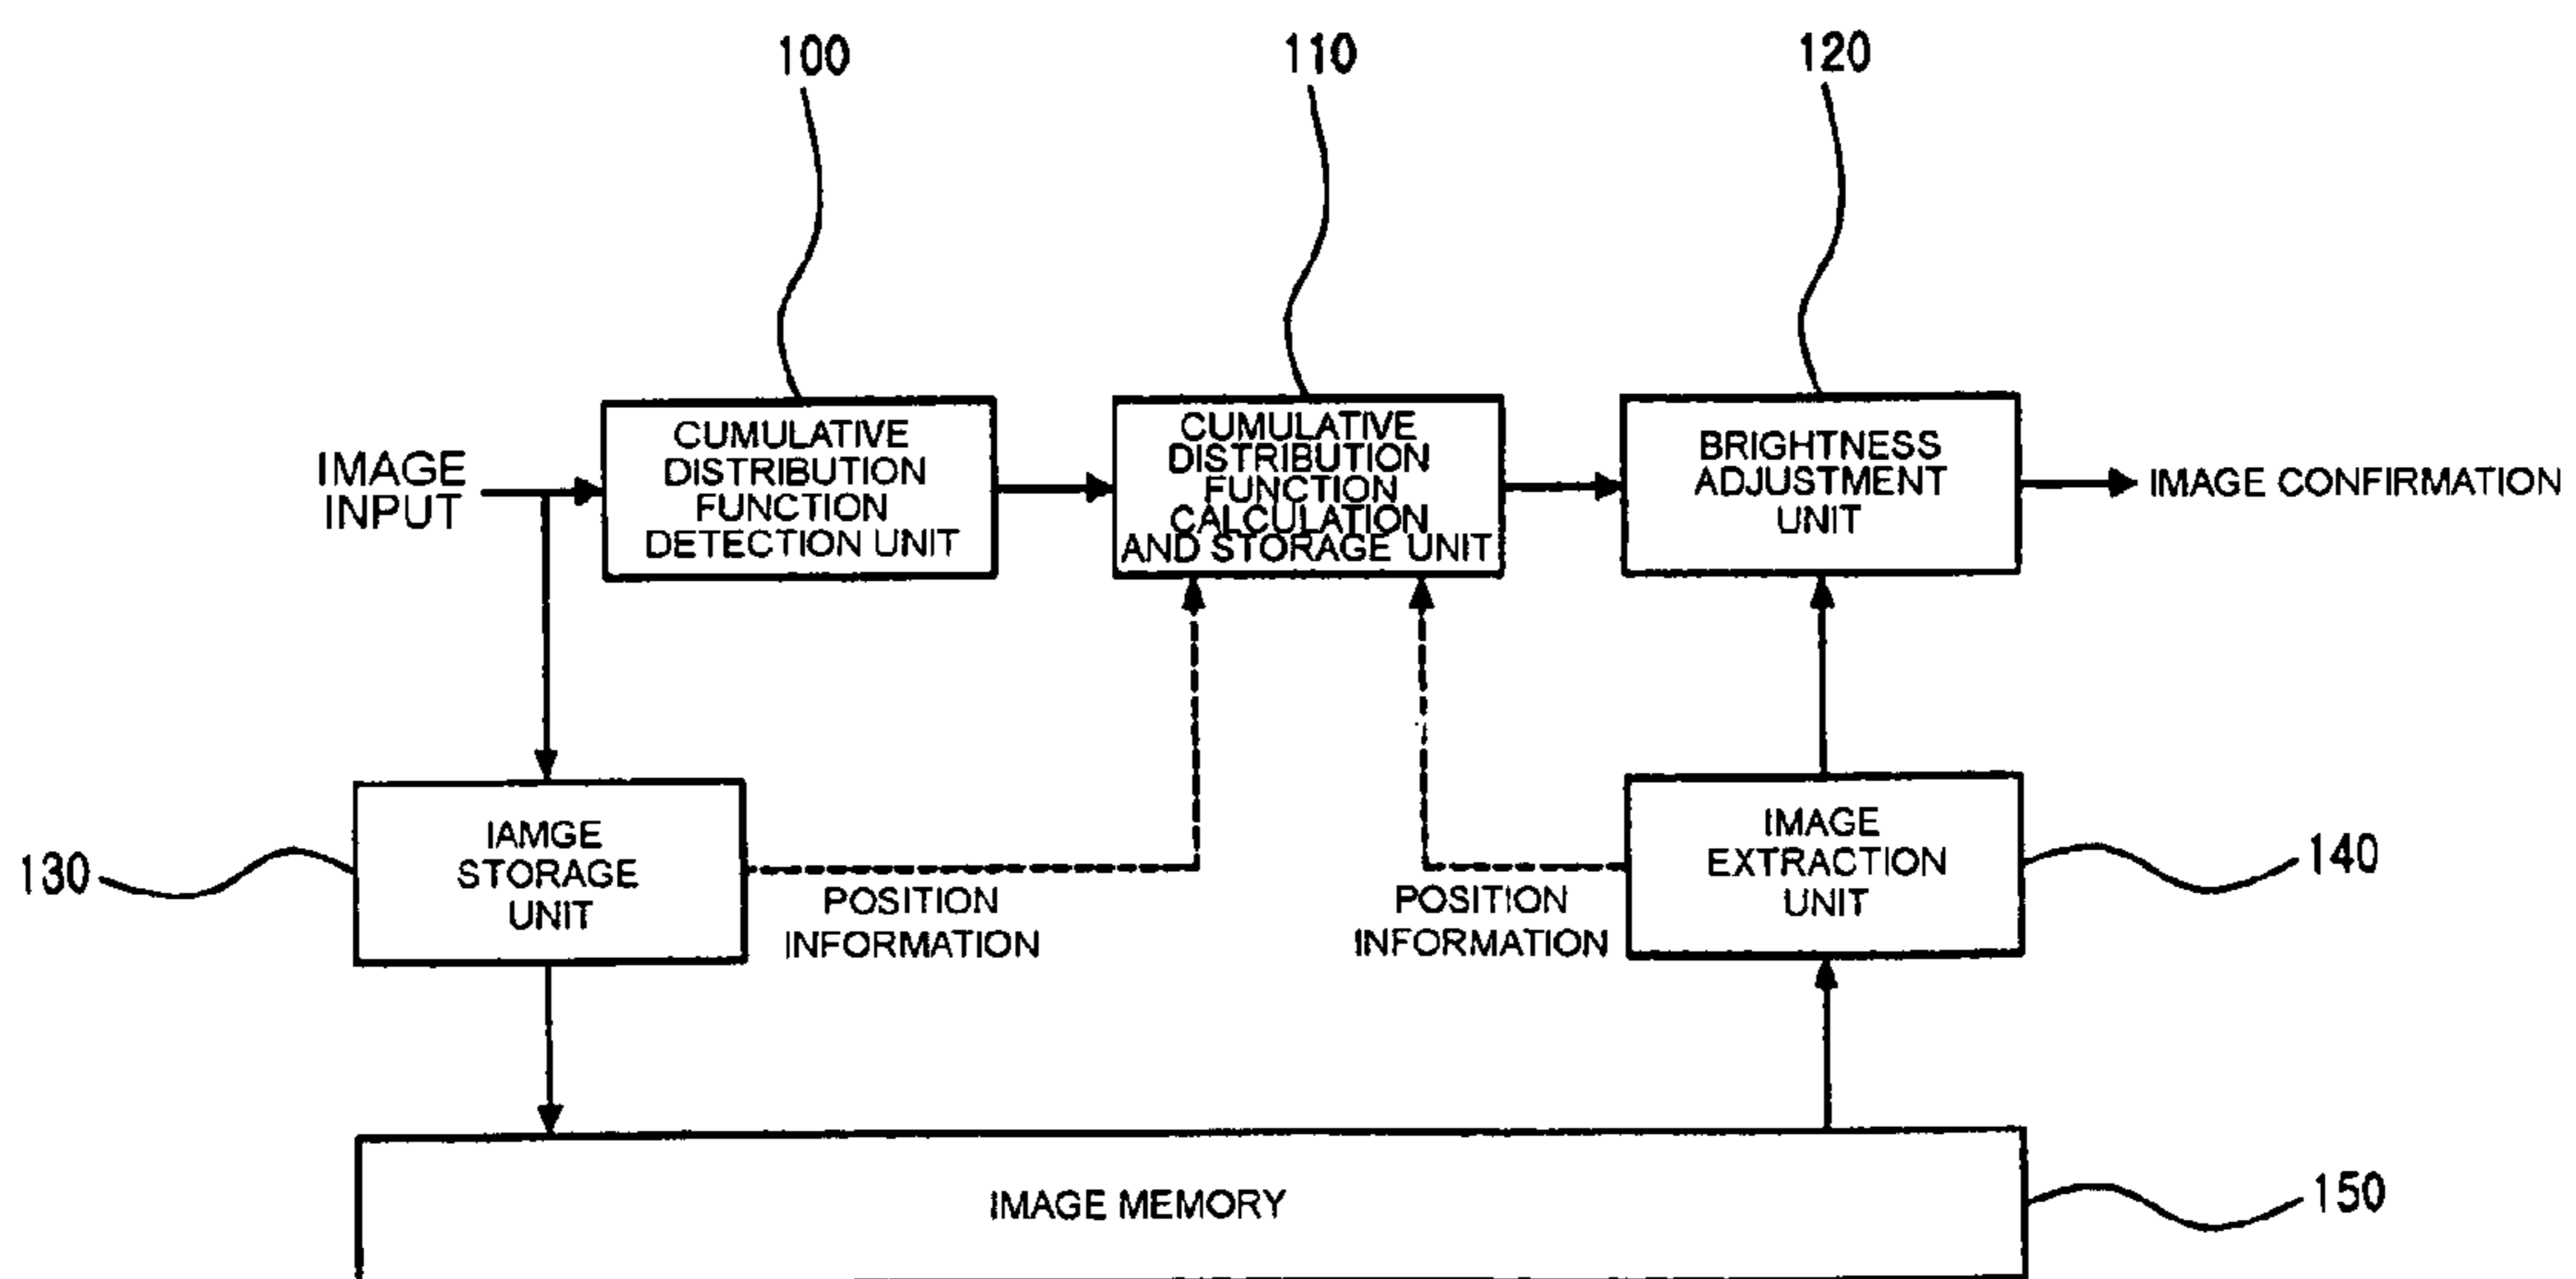 100
110
120
IMAGE
INPUT
CUMULATIVE
DISTRIBUTION
FUNCTION
DETECTION UNIT
CUMULATIVE
DISTRIBUTION
FUNCTION
CALCULATION
AND STORAGE UNIT
BRIGHTNESS
ADJUSTMENT
UNIT
IMAGE CONFIRMATION
130
IAMGE
STORAGE
UNIT
POSITION
INFORMATION
POSITION
INFORMATION
IMAGE
EXTRACTION
UNIT
140
IMAGE MEMORY
150